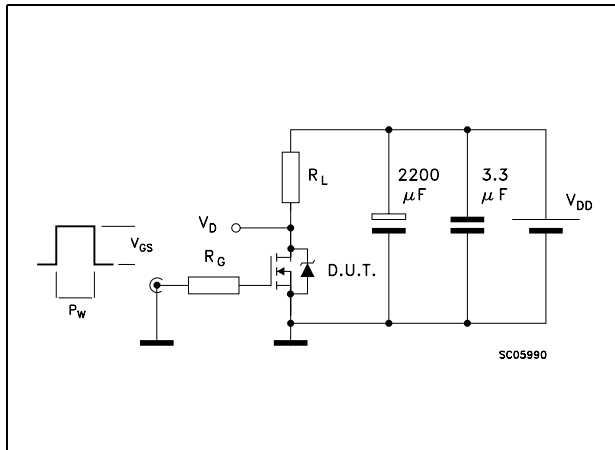 R_L
2200
μF
3.3
μF
V_DD
V_D
V_GS
R_G
D.U.T.
P_W
SC05990